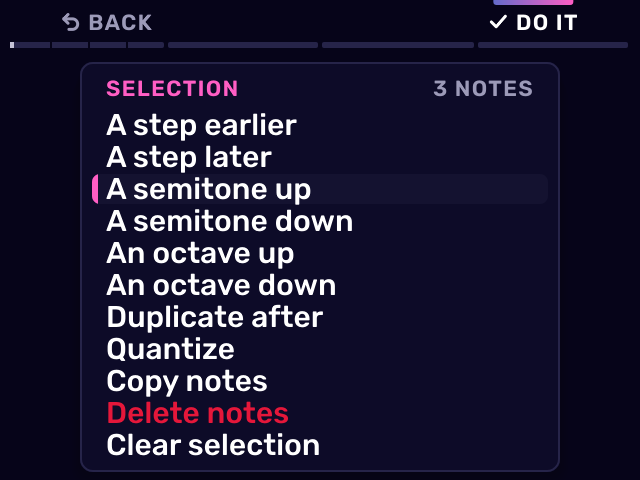 BACK
DO IT
SELECTION
3 NOTES
A step earlier
A step later
A semitone up
A semitone down
An octave up
An octave down
Duplicate after
Quantize
Copy notes
Delete notes
Clear selection